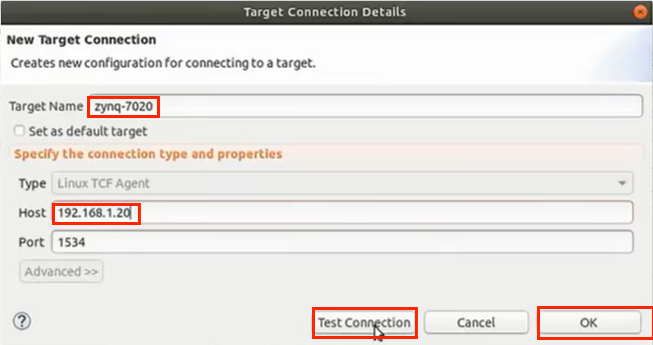 Target Connection Details
New Target Connection
Creates new configuration for connecting to a target.
Target Name zynq-7020
Set as default target
Specify the connection type and properties
Type Linux TCF Agent
Host 192.168.1.20
Port 1534
Advanced >>
? Test Connection Cancel OK